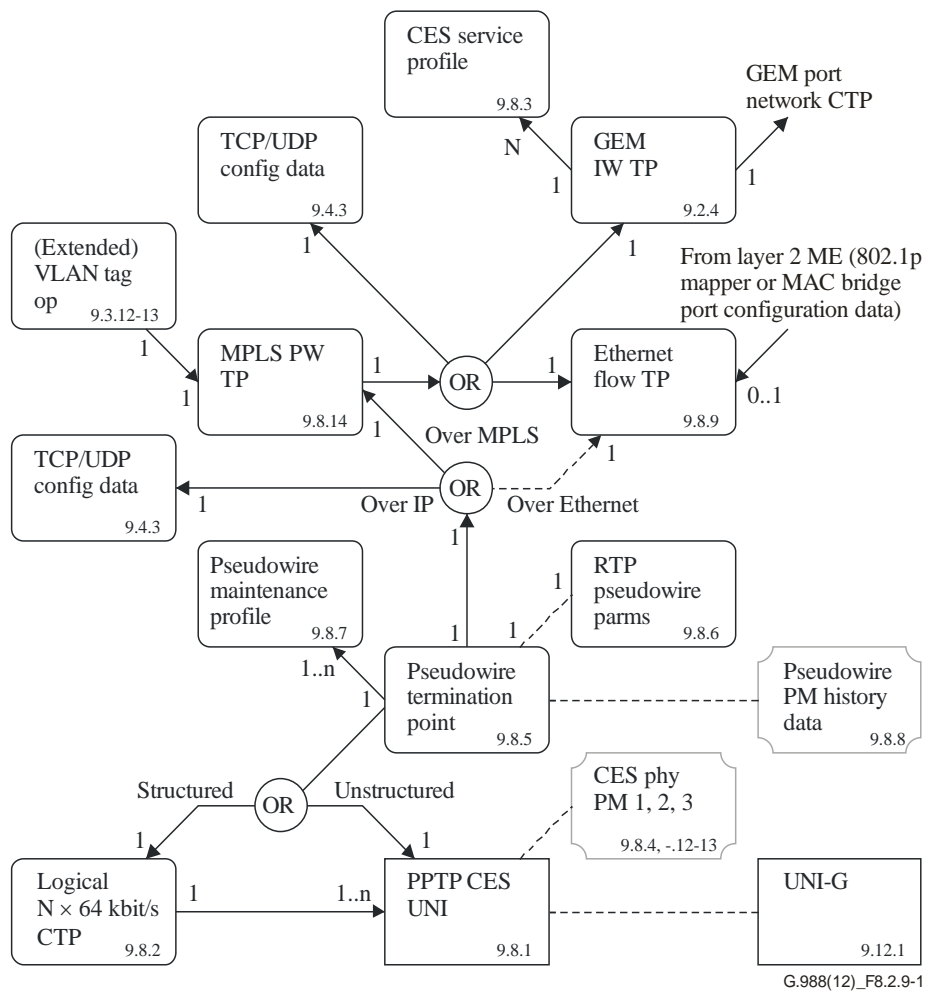 CES service
profile
9.8.3
GEM port
network CTP
TCP/UDP
config data
9.4.3
GEM
IW TP
9.2.4
N
1
1
(Extended)
VLAN tag
op
9.3.12-13
1
1
From layer 2 ME (802.1p
mapper or MAC bridge
port configuration data)
1
1
MPLS PW
TP
9.8.14
1
OR
1
Ethernet
flow TP
9.8.9
0..1
1
Over MPLS
1
TCP/UDP
config data
9.4.3
1
Over IP
OR
Over Ethernet
1
Pseudowire
maintenance
profile
9.8.7
1
RTP
pseudowire
parms
9.8.6
1
1
1..n
1
Pseudowire
termination
point
9.8.5
Pseudowire
PM history
data
9.8.8
Structured
OR
Unstructured
CES phy
PM 1, 2, 3
9.8.4, -.12-13
1
1
Logical
N × 64 kbit/s
CTP
9.8.2
1
1..n
PPTP CES
UNI
9.8.1
UNI-G
9.12.1
G.988(12)_F8.2.9-1